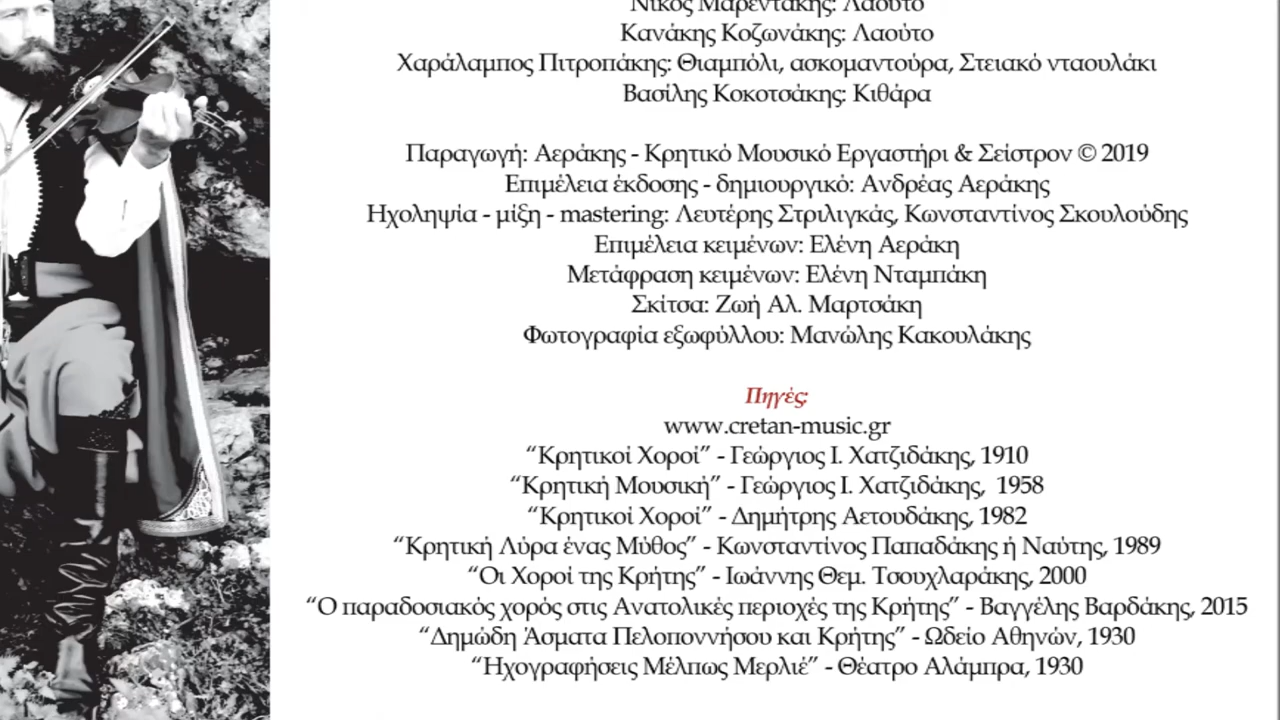 Νίκος Μαρεντάκης: Λαούτο
Κανάκης Κοζωνάκης: Λαούτο
Χαράλαμπος Πιτροπάκης: Θιαμπόλι, ασκομαντούρα, Στειακό νταουλάκι
Βασίλης Κοκοτσάκης: Κιθάρα
Παραγωγή: Αεράκης - Κρητικό Μουσικό Εργαστήρι & Σείστρον © 2019
Επιμέλεια έκδοσης - δημιουργικό: Ανδρέας Αεράκης
Ηχοληψία - μίξη - mastering: Λευτέρης Στριλιγκάς, Κωνσταντίνος Σκουλούδης
Επιμέλεια κειμένων: Ελένη Αεράκη
Μετάφραση κειμένων: Ελένη Νταμπάκη
Σκίτσα: Ζωή Αλ. Μαρτσάκη
Φωτογραφία εξωφύλλου: Μανώλης Κακουλάκης
Πηγές:
www.cretan-music.gr
“Κρητικοί Χοροί” - Γεώργιος Ι. Χατζιδάκης, 1910
“Κρητική Μουσική” - Γεώργιος Ι. Χατζιδάκης, 1958
“Κρητικοί Χοροί” - Δημήτρης Αετουδάκης, 1982
“Κρητική Λύρα ένας Μύθος” - Κωνσταντίνος Παπαδάκης ή Ναύτης, 1989
“Οι Χοροί της Κρήτης” - Ιωάννης Θεμ. Τσουχλαράκης, 2000
“Ο παραδοσιακός χορός στις Ανατολικές περιοχές της Κρήτης” - Βαγγέλης Βαρδάκης, 2015
“Δημώδη Άσματα Πελοποννήσου και Κρήτης” - Ωδείο Αθηνών, 1930
“Ηχογραφήσεις Μέλπως Μερλιέ” - Θέατρο Αλάμπρα, 1930